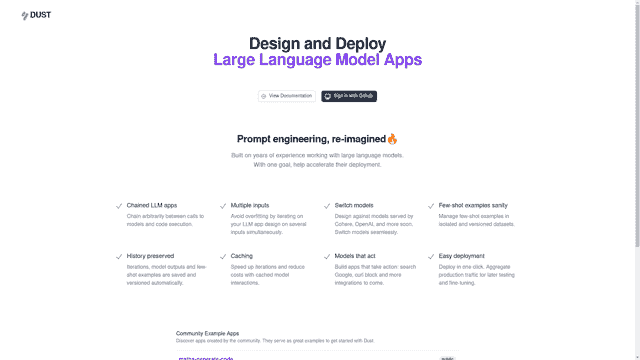 DUST
Design and Deploy
Large Language Model Apps
View Documentation
Sign in with Github
Prompt engineering, re-imagined🔥
Built on years of experience working with large language models.
With one goal, help accelerate their deployment.
Chained LLM apps
Chain arbitrarily between calls to
models and code execution.
Multiple inputs
Avoid overfitting by iterating on
your LLM app design on several
inputs simultaneously.
Switch models
Design against models served by
Cohere, OpenAI, and more soon.
Switch models seamlessly.
Few-shot examples sanity
Manage few-shot examples in
isolated and versioned datasets.
History preserved
Iterations, model outputs and few-
shot examples are saved and
versioned automatically.
Caching
Speed up iterations and reduce
costs with cached model
interactions.
Models that act
Build apps that take action: search
Google, curl block and more
integrations to come.
Easy deployment
Deploy in one click. Aggregate
production traffic for later testing
and fine-tuning.
Community Example Apps
Discover apps created by the community. They serve as great examples to get started with Dust.
maths-generate-code